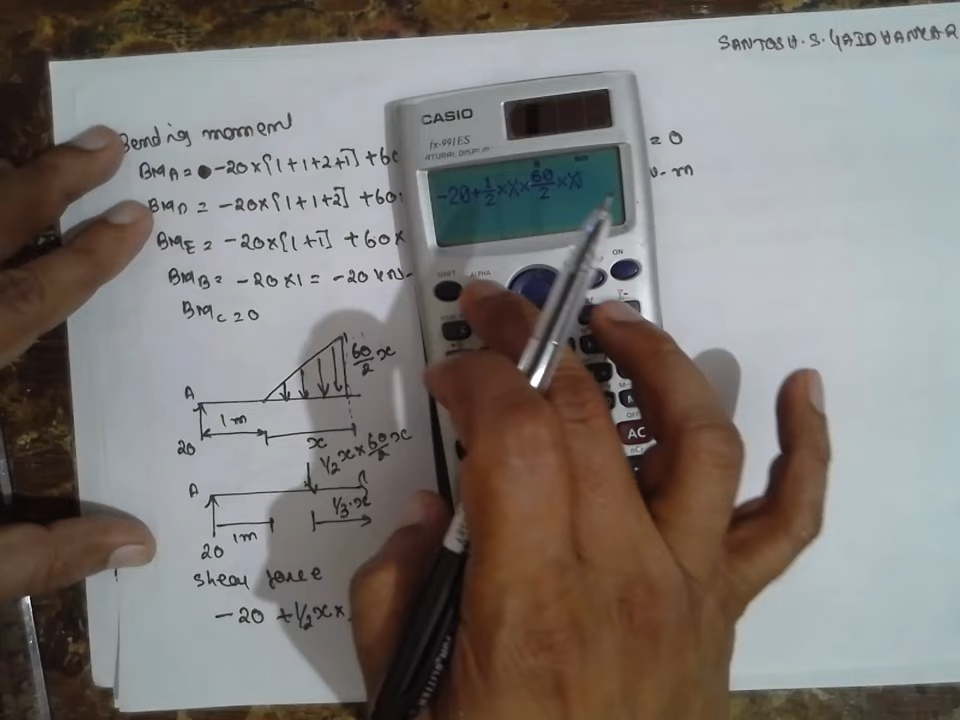 SANTOSH.S.GAIDHANKAR
Bending moment
BMA = -20×[1+1+2+1] +60
= 0
BMD = -20×[1+1+2] +60×
-m
BME = -20×[1+1] +60×
BMB = -20×1 = -20 kN-
BMC = 0
CASIO
fx-991ES
NATURAL DISPLAY
-20+1/2×X×60/2×X
SHIFT
ALPHA
ON
AC
60/2 x
A
1m
x
20
1/2 x × 60/2 x
A
1/3·x
1m
20
Shear force
-20 + 1/2 x ×